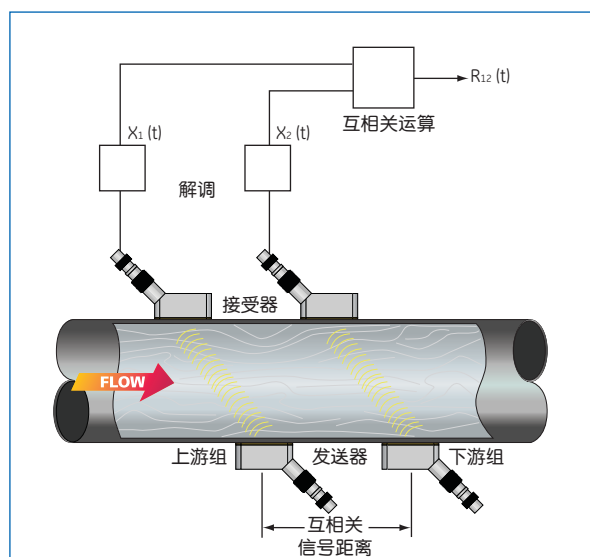 R12 (t)
互相关运算
X1 (t)
X2 (t)
解调
接受器
FLOW
上游组
发送器
下游组
互相关
信号距离